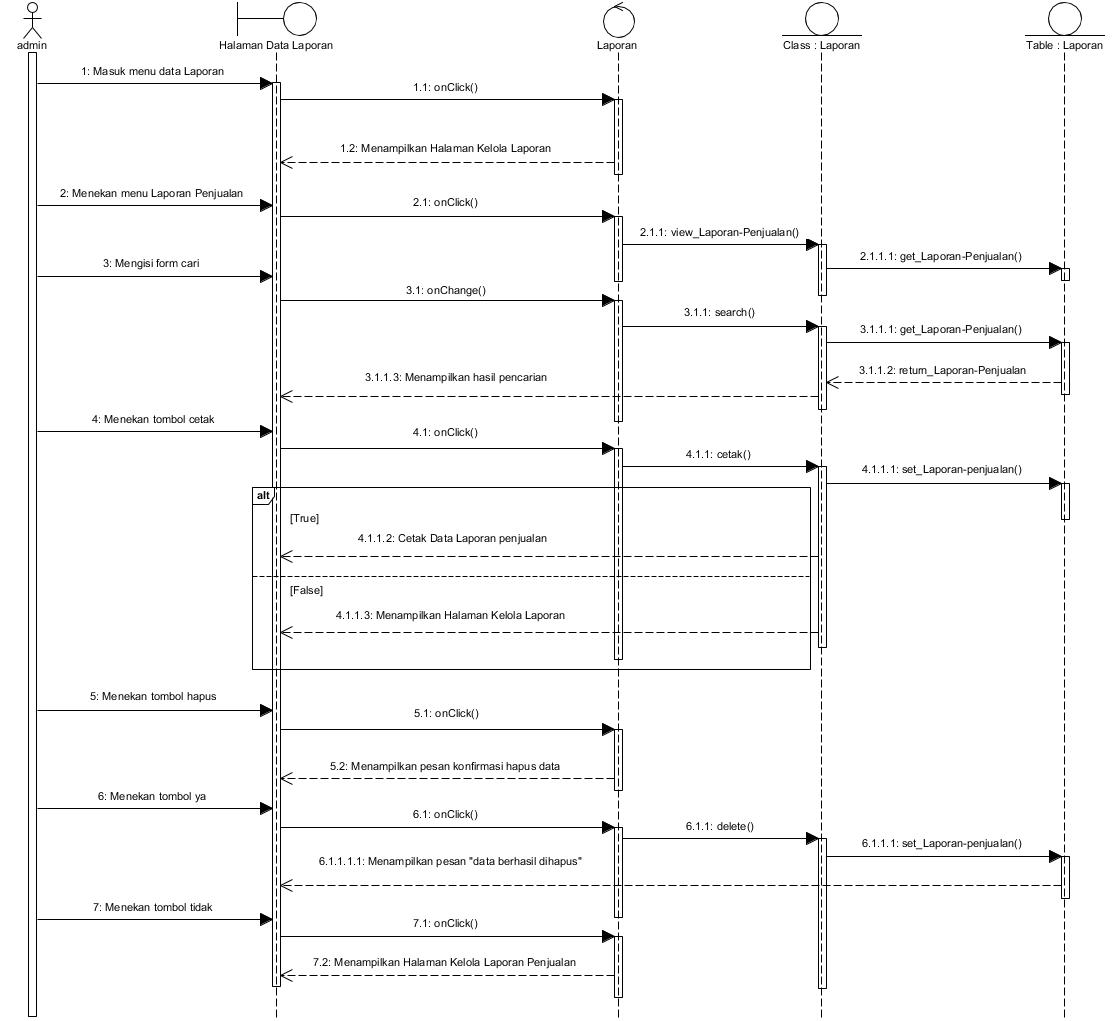 admin
Halaman Data Laporan
Laporan
Class : Laporan
Table : Laporan
1: Masuk menu data Laporan
1.1: onClick()
1.2: Menampilkan Halaman Kelola Laporan
2: Menekan menu Laporan Penjualan
2.1: onClick()
2.1.1: view_Laporan-Penjualan()
2.1.1.1: get_Laporan-Penjualan()
3: Mengisi form cari
3.1: onChange()
3.1.1: search()
3.1.1.1: get_Laporan-Penjualan()
3.1.1.2: return_Laporan-Penjualan
3.1.1.3: Menampilkan hasil pencarian
4: Menekan tombol cetak
4.1: onClick()
4.1.1: cetak()
4.1.1.1: set_Laporan-penjualan()
alt
[True]
4.1.1.2: Cetak Data Laporan penjualan
[False]
4.1.1.3: Menampilkan Halaman Kelola Laporan
5: Menekan tombol hapus
5.1: onClick()
5.2: Menampilkan pesan konfirmasi hapus data
6: Menekan tombol ya
6.1: onClick()
6.1.1: delete()
6.1.1.1: set_Laporan-penjualan()
6.1.1.1.1: Menampilkan pesan "data berhasil dihapus"
7: Menekan tombol tidak
7.1: onClick()
7.2: Menampilkan Halaman Kelola Laporan Penjualan